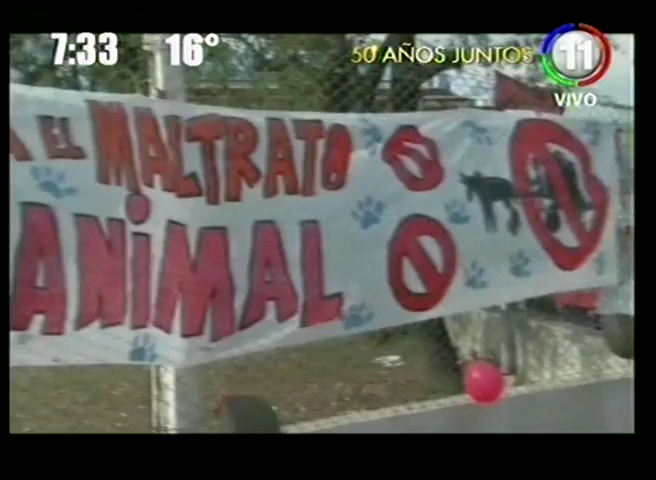 7:33 16°
50 AÑOS JUNTOS
11
VIVO
EL MALTRATO
ANIMAL